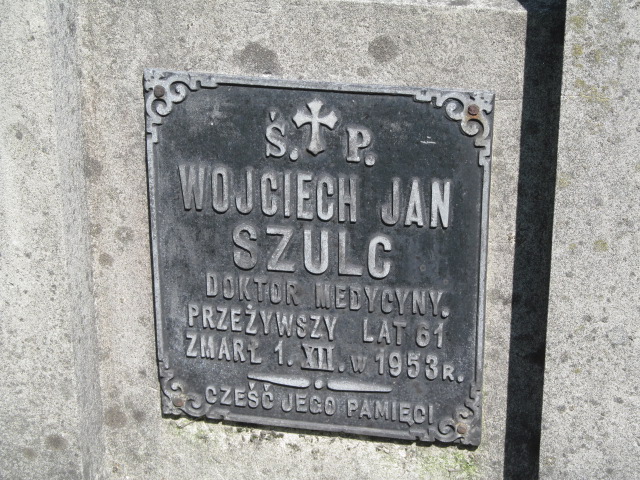 Ś. P.
WOJCIECH JAN
SZULC
DOKTOR MEDYCYNY.
PRZEŻYWSZY LAT 61
ZMARŁ 1. XII. W 1953 R.
CZEŚĆ JEGO PAMIĘCI